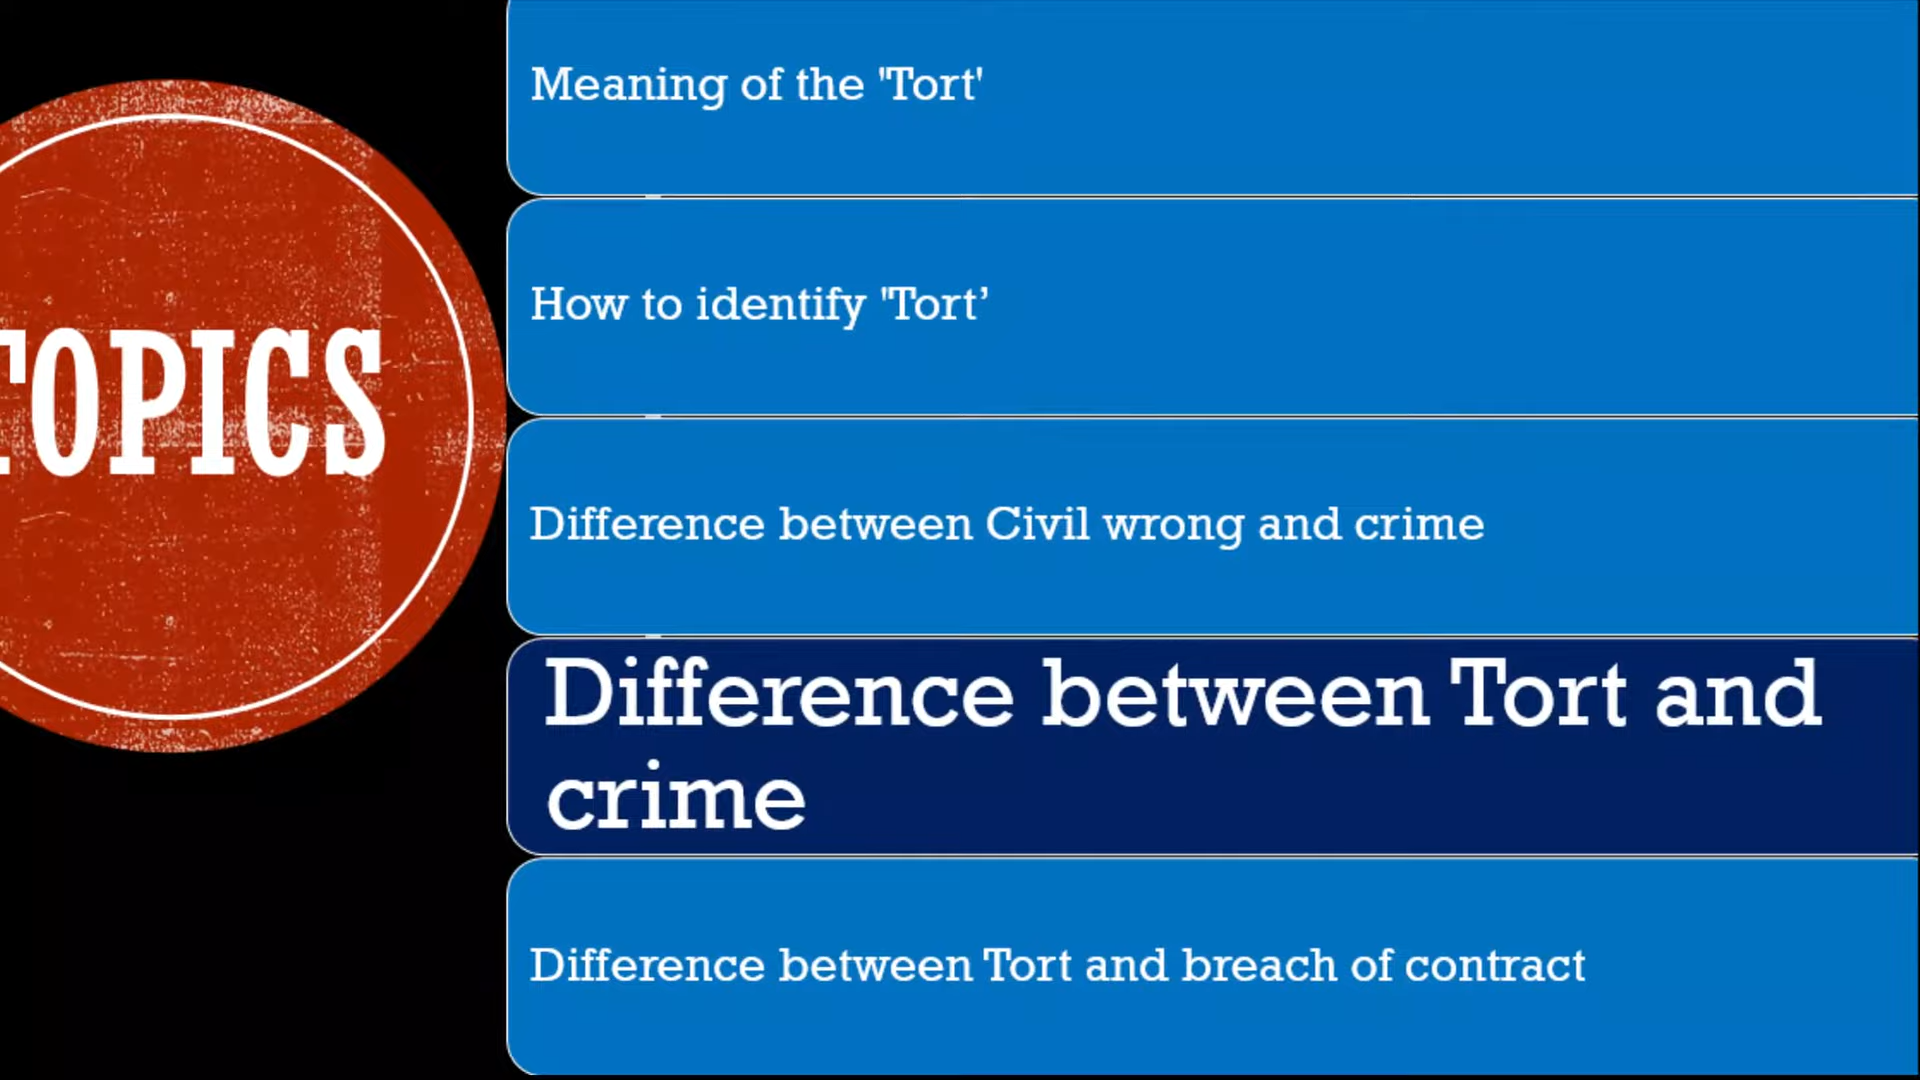 TOPICS
Meaning of the 'Tort'
How to identify 'Tort’
Difference between Civil wrong and crime
Difference between Tort and
crime
Difference between Tort and breach of contract